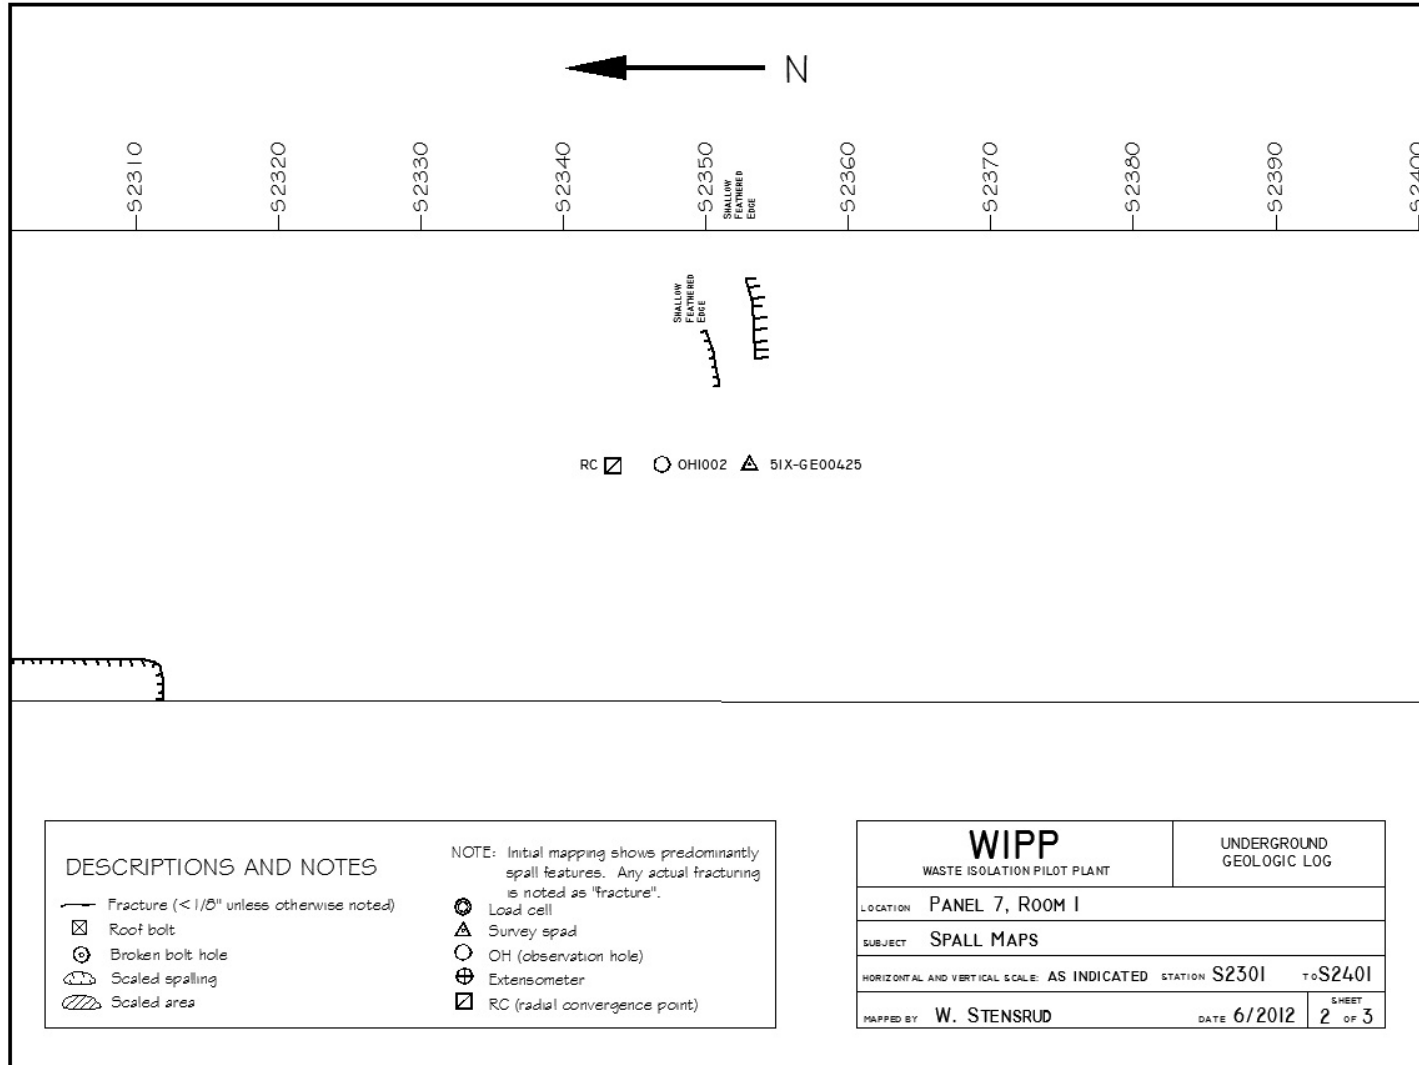 N
S2310
S2320
S2330
S2340
S2350
SHALLOW
FEATHERED
EDGE
S2360
S2370
S2380
S2390
S2400
SHALLOW
FEATHERED
EDGE
RC
OH1002
51X-GE00425
DESCRIPTIONS AND NOTES
Fracture (<1/8" unless otherwise noted)
Roof bolt
Broken bolt hole
Scaled spalling
Scaled area
NOTE: Initial mapping shows predominantly
spall features. Any actual fracturing
is noted as "fracture".
Load cell
Survey spad
OH (observation hole)
Extensometer
RC (radial convergence point)
WIPP
WASTE ISOLATION PILOT PLANT
UNDERGROUND
GEOLOGIC LOG
LOCATION PANEL 7, ROOM 1
SUBJECT SPALL MAPS
HORIZONTAL AND VERTICAL SCALE: AS INDICATED STATION S2301 TO S2401
MAPPED BY W. STENSRUD DATE 6/2012
SHEET
2 OF 3